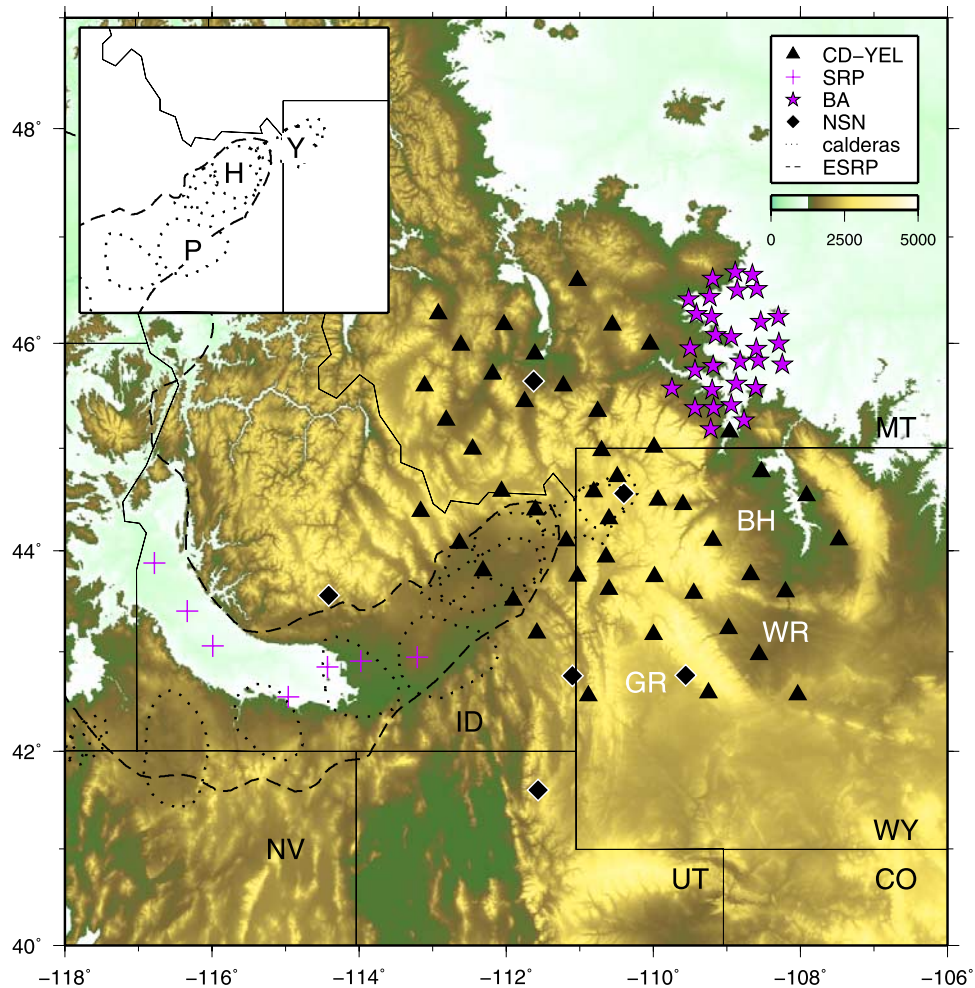 CD−YEL
SRP
BA
NSN
calderas
ESRP
0 2500 5000
Y
H
P
48˚
46˚
44˚
42˚
40˚
MT
BH
WR
GR
ID
WY
NV
UT
CO
−118˚ −116˚ −114˚ −112˚ −110˚ −108˚ −106˚